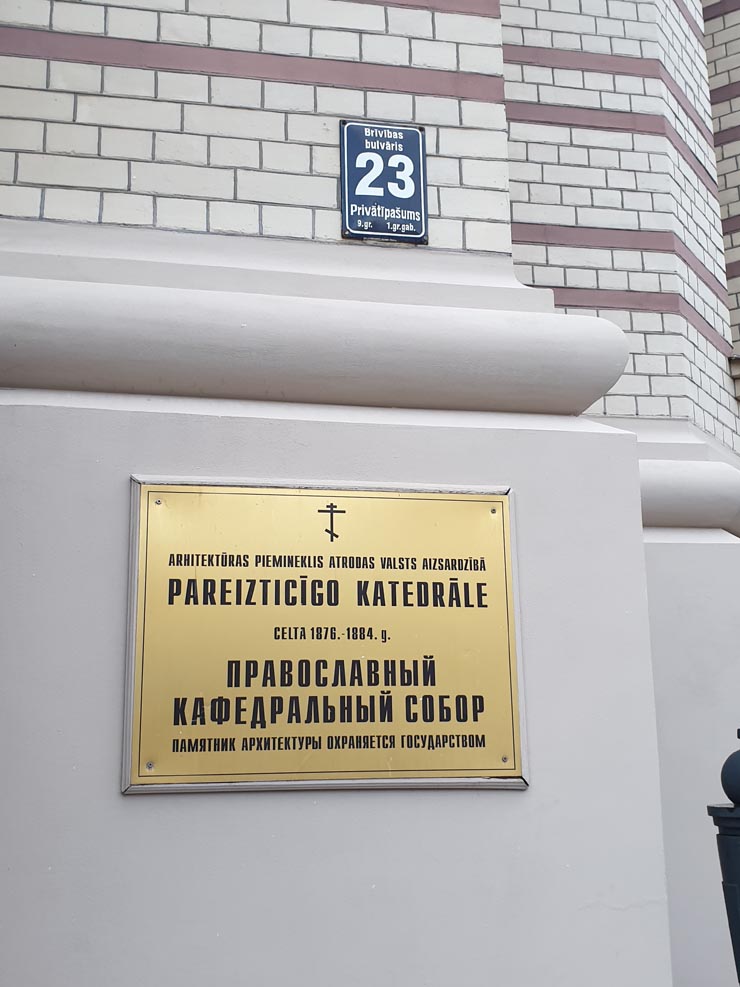 Brīvības
bulvāris
23
Privātīpašums
9.gr. 1.gr.gab.
ARHITEKTŪRAS PIEMINEKLIS ATRODAS VALSTS AIZSARDZĪBĀ
PAREIZTICĪGO KATEDRĀLE
CELTA 1876.-1884. g.
ПРАВОСЛАВНЫЙ
КАФЕДРАЛЬНЫЙ СОБОР
ПАМЯТНИК АРХИТЕКТУРЫ ОХРАНЯЕТСЯ ГОСУДАРСТВОМ